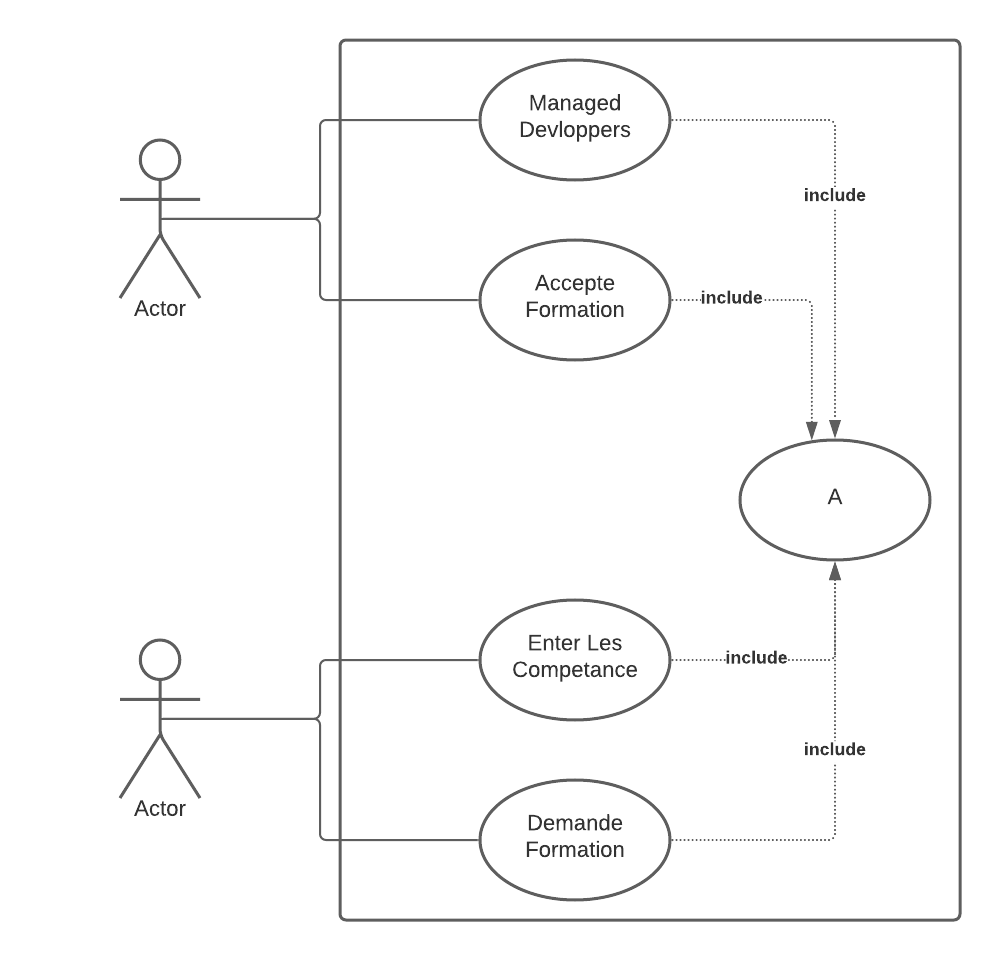 Managed
Devloppers
include
Accepte
Formation
include
Actor
A
Enter Les
Competance
include
include
Actor
Demande
Formation